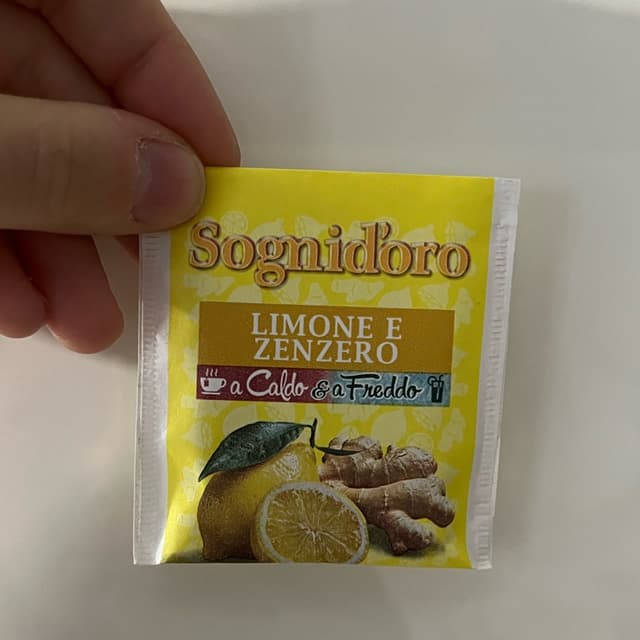 Sognid'oro
LIMONE E
ZENZERO
a Caldo & a Freddo